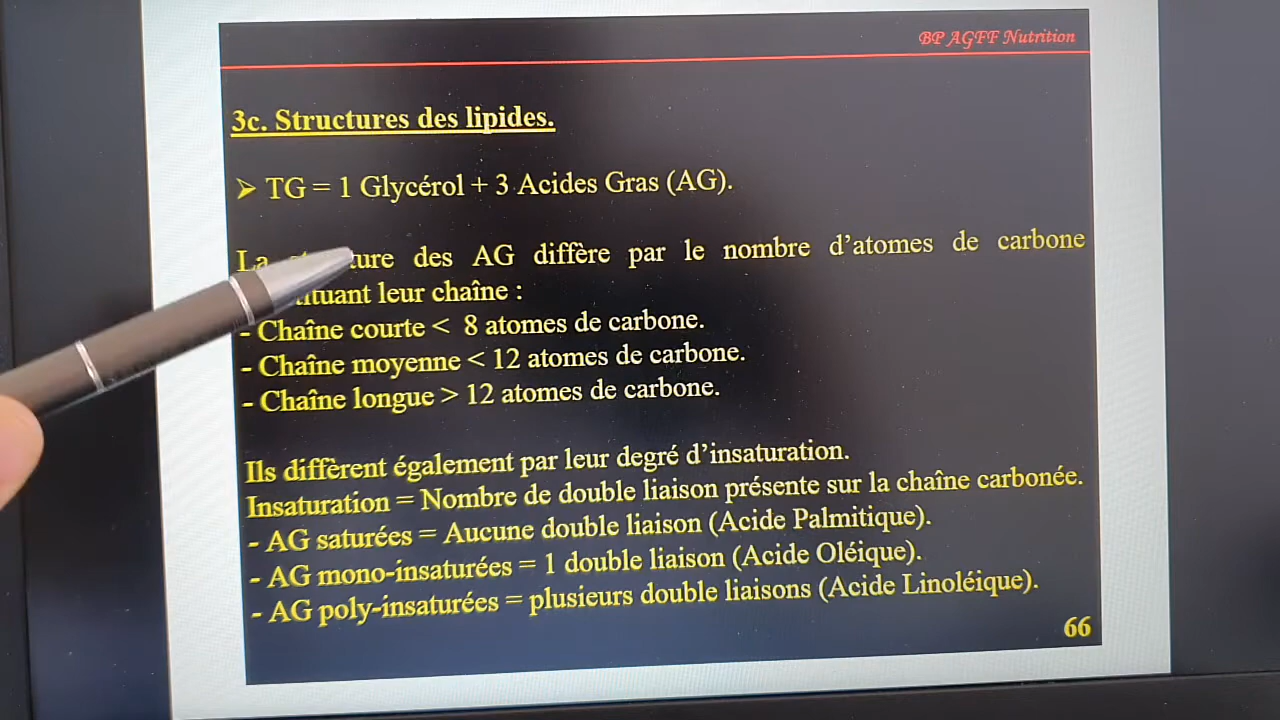 BP AGFF Nutrition
3c. Structures des lipides.
➤ TG = 1 Glycérol + 3 Acides Gras (AG).
La des AG diffère par le nombre d'atomes de carbone
leur chaîne :
- Chaîne courte < 8 atomes de carbone.
- Chaîne moyenne < 12 atomes de carbone.
- Chaîne longue > 12 atomes de carbone.
Ils diffèrent également par leur degré d'insaturation.
Insaturation = Nombre de double liaison présente sur la chaîne carbonée.
- AG saturées = Aucune double liaison (Acide Palmitique).
- AG mono-insaturées = 1 double liaison (Acide Oléique).
- AG poly-insaturées = plusieurs double liaisons (Acide Linoléique).
66